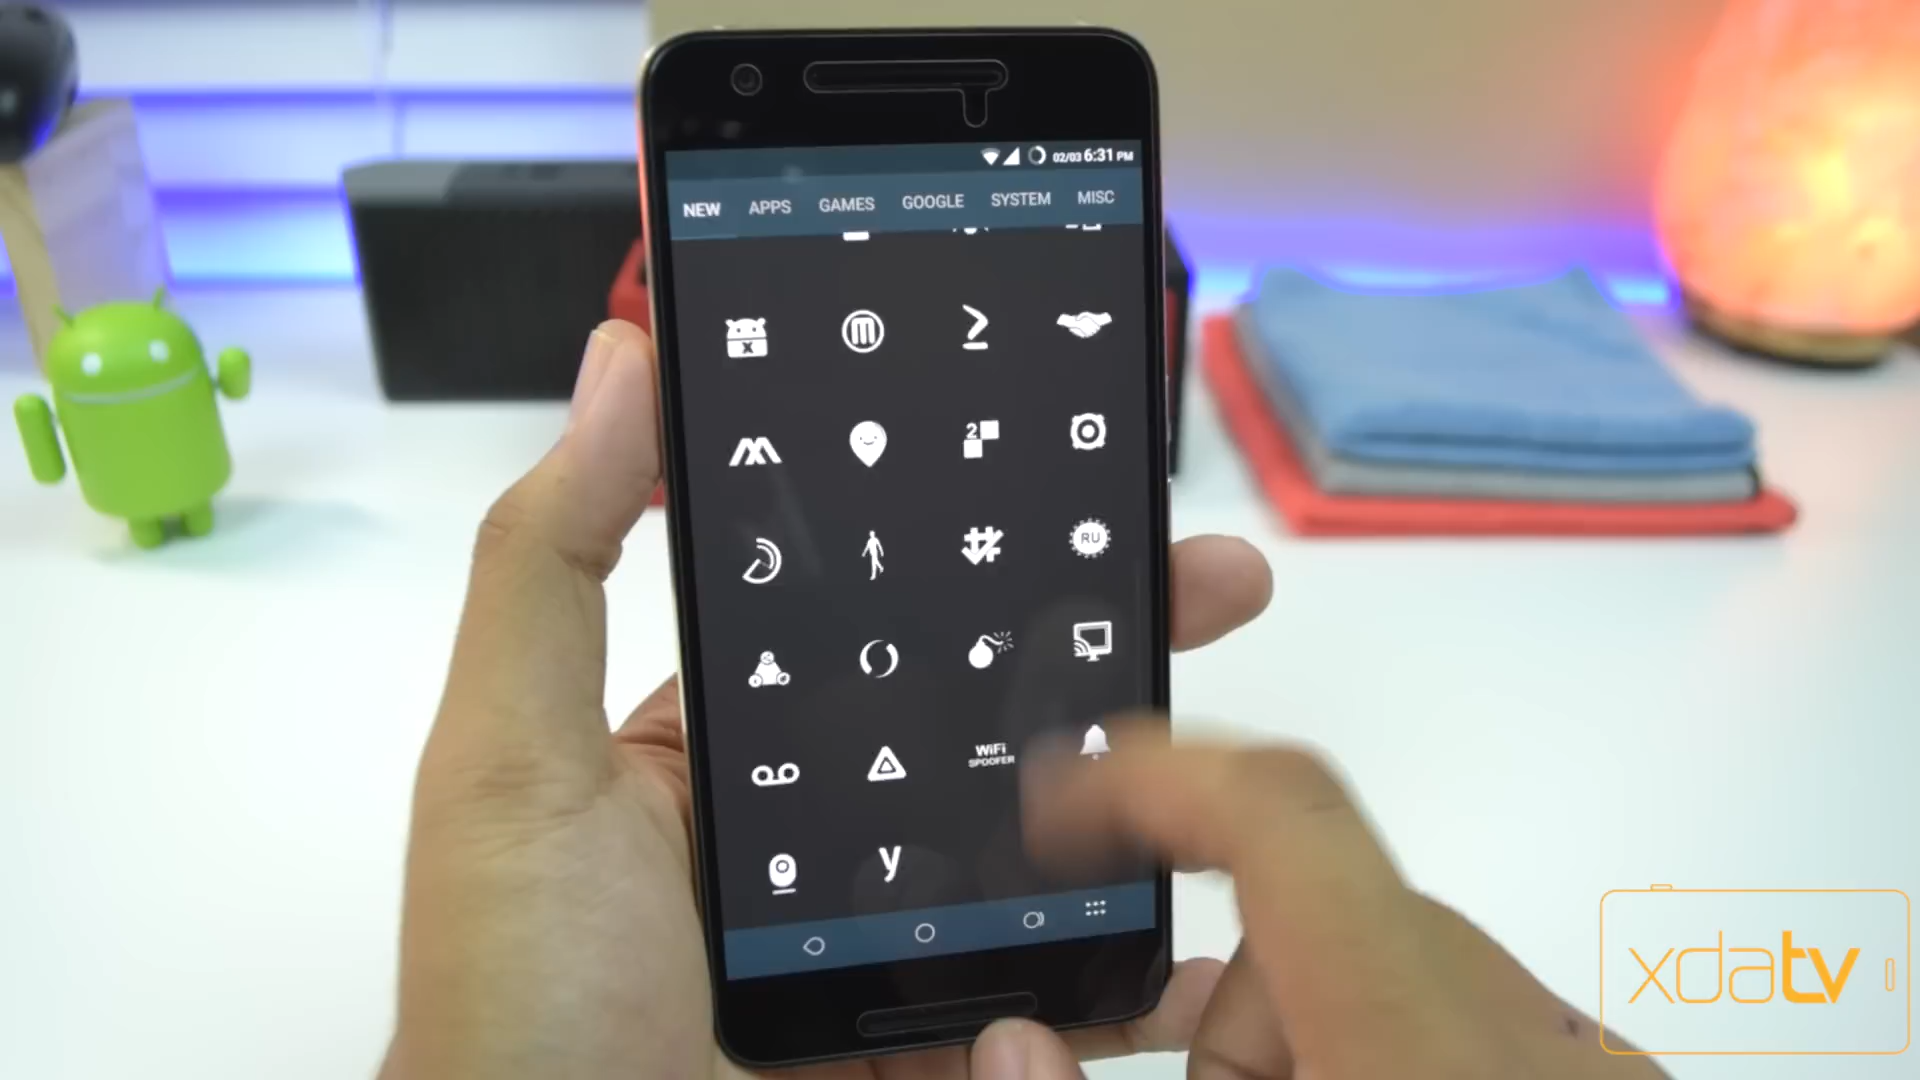 02/03 6:31 PM
NEW APPS GAMES GOOGLE SYSTEM MISC
X
2
RU
WiFi
SPOOFER
y
xdatv